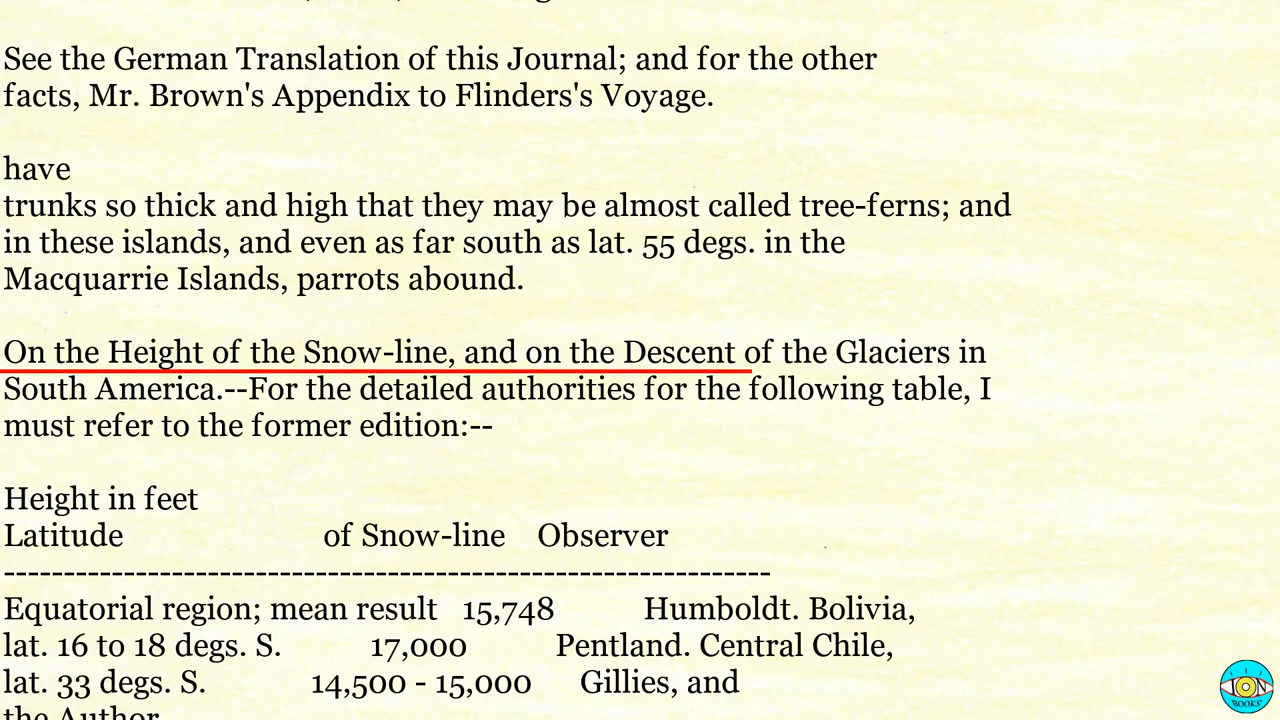 See the German Translation of this Journal; and for the other
facts, Mr. Brown's Appendix to Flinders's Voyage.
have
trunks so thick and high that they may be almost called tree-ferns; and
in these islands, and even as far south as lat. 55 degs. in the
Macquarrie Islands, parrots abound.
On the Height of the Snow-line, and on the Descent of the Glaciers in
South America.--For the detailed authorities for the following table, I
must refer to the former edition:--
Height in feet
Latitude of Snow-line Observer
----------------------------------------------------------------
Equatorial region; mean result 15,748 Humboldt. Bolivia,
lat. 16 to 18 degs. S. 17,000 Pentland. Central Chile,
lat. 33 degs. S. 14,500 - 15,000 Gillies, and
the Author
ION
BOOKS